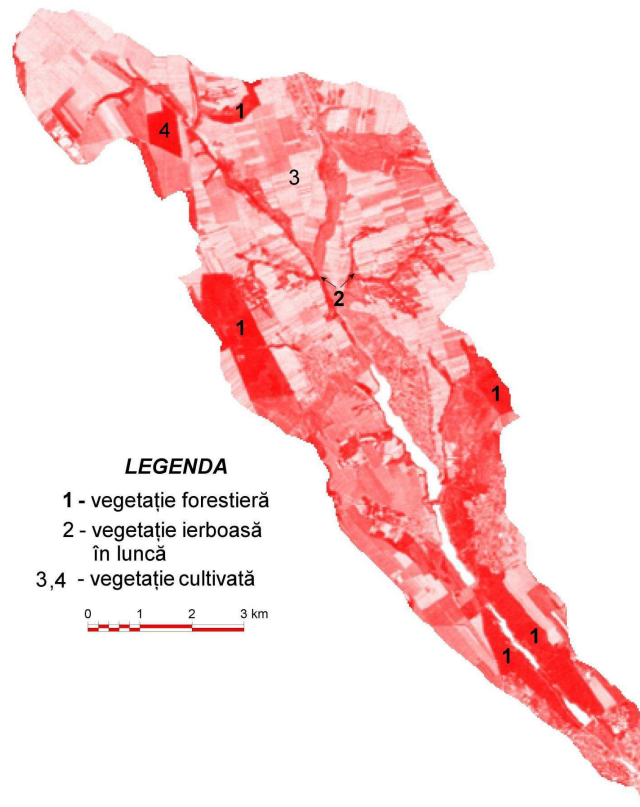 1
4
3
2
1
1
LEGENDA
1 - vegetație forestieră
2 - vegetație ierboasă
în luncă
3,4 - vegetație cultivată
0 1 2 3 km
1
1